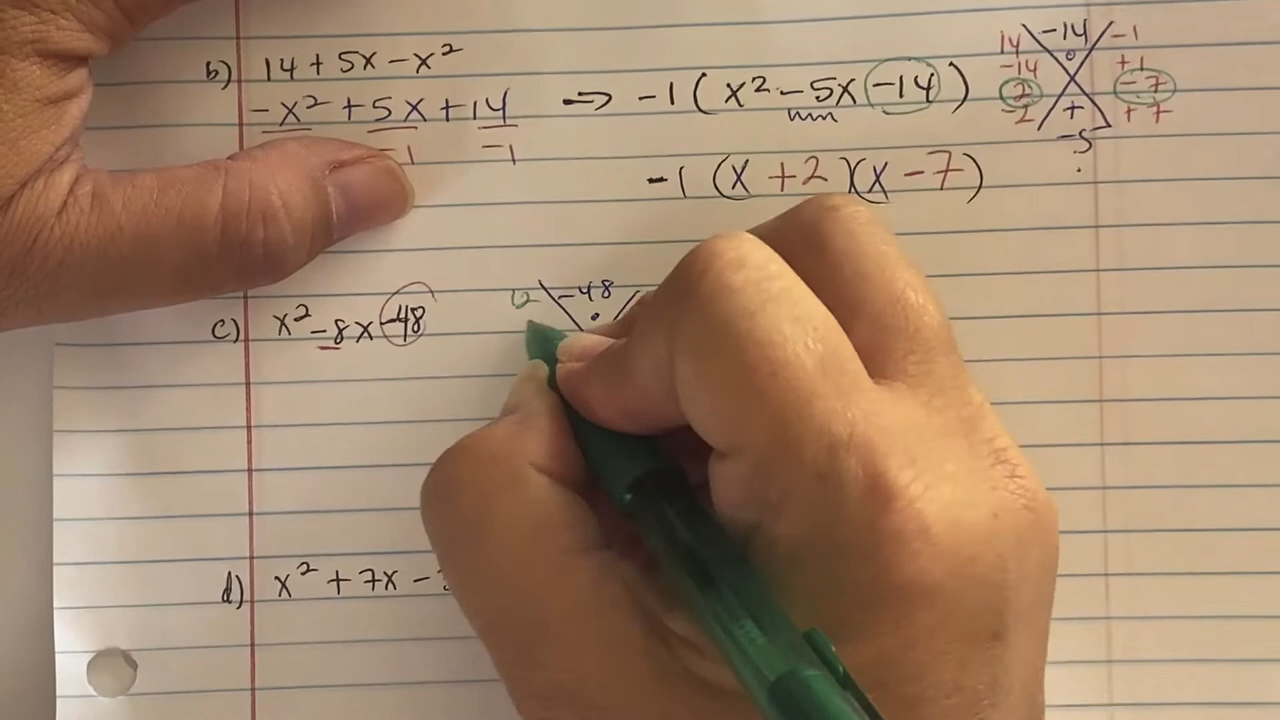 b) 14 + 5x - x²
-x² + 5x + 14 → -1 ( x² - 5x -14 )
-1 -1
-1 (x +2)(x -7)
-14
14 -1
-14 +1
2 -7
-2 +7
+
-5
?
c) x² - 8x -48
12 -48
d) x² + 7x -